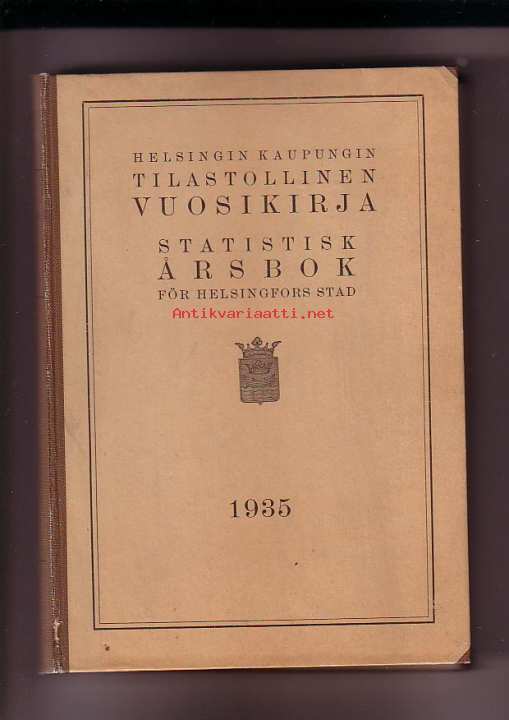 HELSINGIN KAUPUNGIN
TILASTOLLINEN
VUOSIKIRJA
STATISTISK
ÅRSBOK
FÖR HELSINGFORS STAD
Antikvariaatti.net
1935